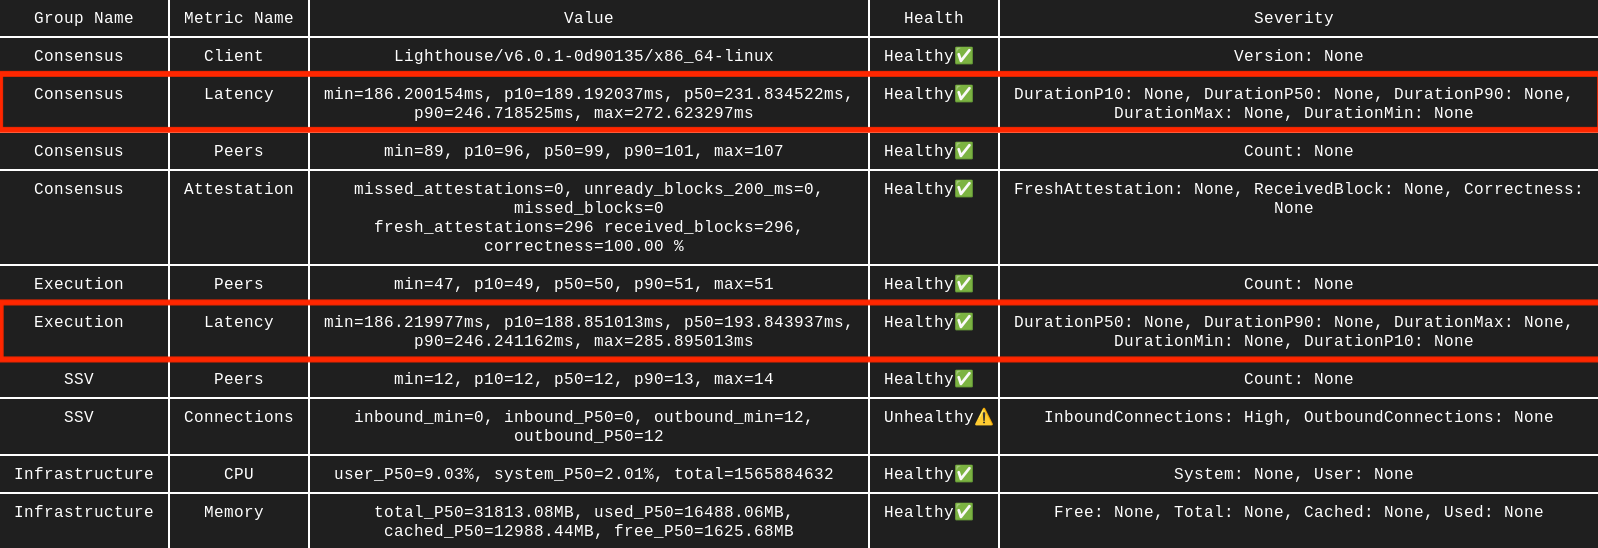 Group Name Metric Name Value Health Severity
Consensus Client Lighthouse/v6.0.1-0d90135/x86_64-linux Healthy✅ Version: None
Consensus Latency min=186.200154ms, p10=189.192037ms, p50=231.834522ms, Healthy✅ DurationP10: None, DurationP50: None, DurationP90: None,
p90=246.718525ms, max=272.623297ms DurationMax: None, DurationMin: None
Consensus Peers min=89, p10=96, p50=99, p90=101, max=107 Healthy✅ Count: None
Consensus Attestation missed_attestations=0, unready_blocks_200_ms=0, Healthy✅ FreshAttestation: None, ReceivedBlock: None, Correctness:
missed_blocks=0 None
fresh_attestations=296 received_blocks=296,
correctness=100.00 %
Execution Peers min=47, p10=49, p50=50, p90=51, max=51 Healthy✅ Count: None
Execution Latency min=186.219977ms, p10=188.851013ms, p50=193.843937ms, Healthy✅ DurationP50: None, DurationP90: None, DurationMax: None,
p90=246.241162ms, max=285.895013ms DurationMin: None, DurationP10: None
SSV Peers min=12, p10=12, p50=12, p90=13, max=14 Healthy✅ Count: None
SSV Connections inbound_min=0, inbound_P50=0, outbound_min=12, Unhealthy⚠️ InboundConnections: High, OutboundConnections: None
outbound_P50=12
Infrastructure CPU user_P50=9.03%, system_P50=2.01%, total=1565884632 Healthy✅ System: None, User: None
Infrastructure Memory total_P50=31813.08MB, used_P50=16488.06MB, Healthy✅ Free: None, Total: None, Cached: None, Used: None
cached_P50=12988.44MB, free_P50=1625.68MB